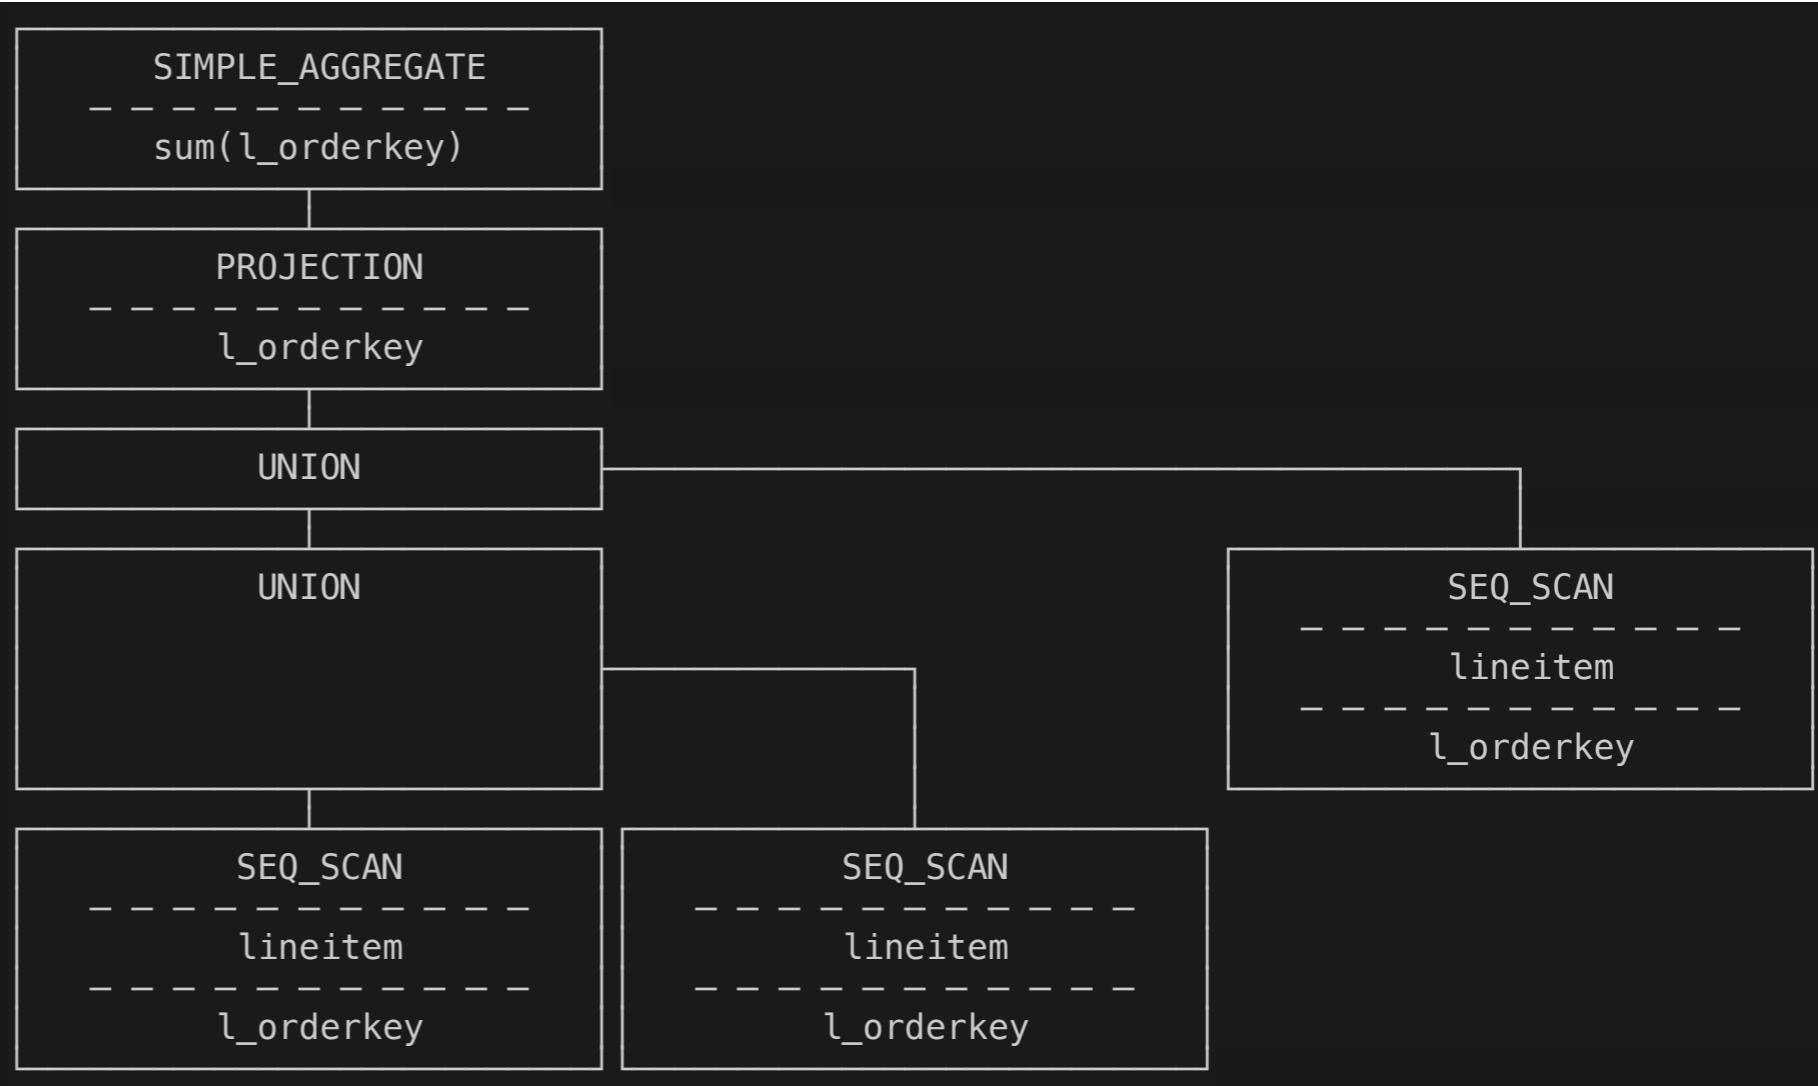 SIMPLE_AGGREGATE
sum(l_orderkey)
PROJECTION
l_orderkey
UNION
UNION
SEQ_SCAN
lineitem
l_orderkey
SEQ_SCAN
lineitem
l_orderkey
SEQ_SCAN
lineitem
l_orderkey